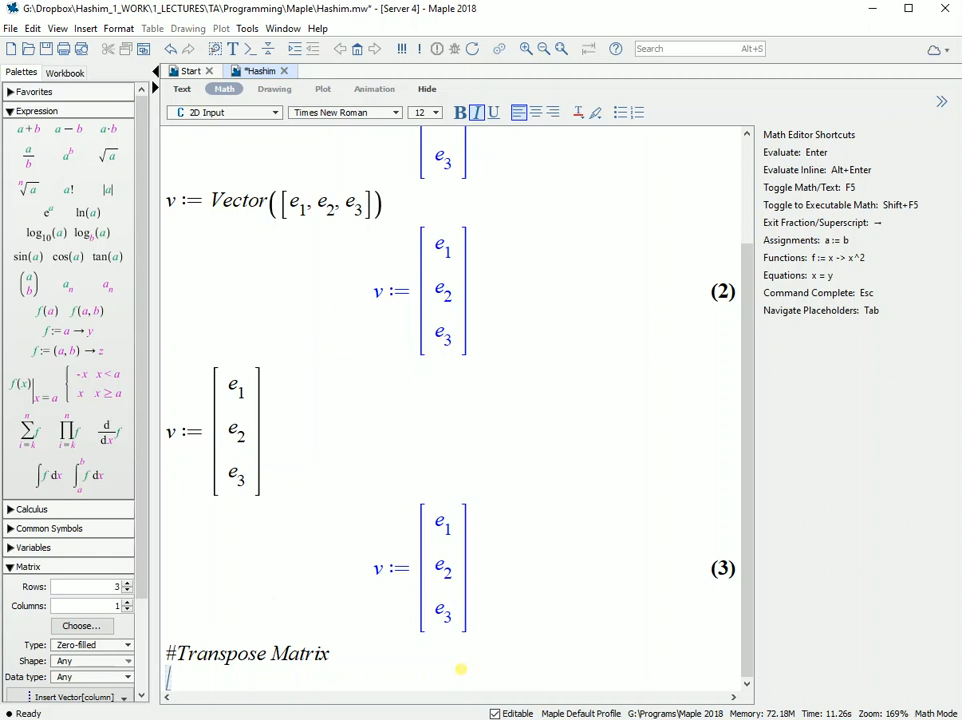 G:\Dropbox\Hashim_1_WORK\1_LECTURES\TA\Programming\Maple\Hashim.mw* - [Server 4] - Maple 2018
File Edit View Insert Format Table Drawing Plot Tools Window Help
Search Alt+S
Palettes Workbook
Start *Hashim
Text Math Drawing Plot Animation Hide
C 2D Input Times New Roman 12 B I U
Favorites
Expression
a+b a−b a·b
a/b a^b √a
n√a a! |a|
e^a ln(a)
log10(a) log_b(a)
sin(a) cos(a) tan(a)
(a b) a_n a_n
f(a) f(a, b)
f:= a → y
f:= (a, b) → z
f(x)|x=a { -x x<a
x x≥a
n∑i=k f n∏i=k f d/dx f
∫f dx ∫a b f dx
Calculus
Common Symbols
Variables
Matrix
Rows: 3
Columns: 1
Choose...
Type: Zero-filled
Shape: Any
Data type: Any
Insert Vector[column]
e3
v := Vector([e1, e2, e3])
v := [e1
e2
e3] (2)
v := [e1
e2
e3]
v := [e1
e2
e3] (3)
#Transpose Matrix
Math Editor Shortcuts
Evaluate: Enter
Evaluate Inline: Alt+Enter
Toggle Math/Text: F5
Toggle to Executable Math: Shift+F5
Exit Fraction/Superscript: →
Assignments: a := b
Functions: f := x -> x^2
Equations: x = y
Command Complete: Esc
Navigate Placeholders: Tab
Ready
Editable Maple Default Profile G:\Programs\Maple 2018 Memory: 72.18M Time: 11.26s Zoom: 169% Math Mode